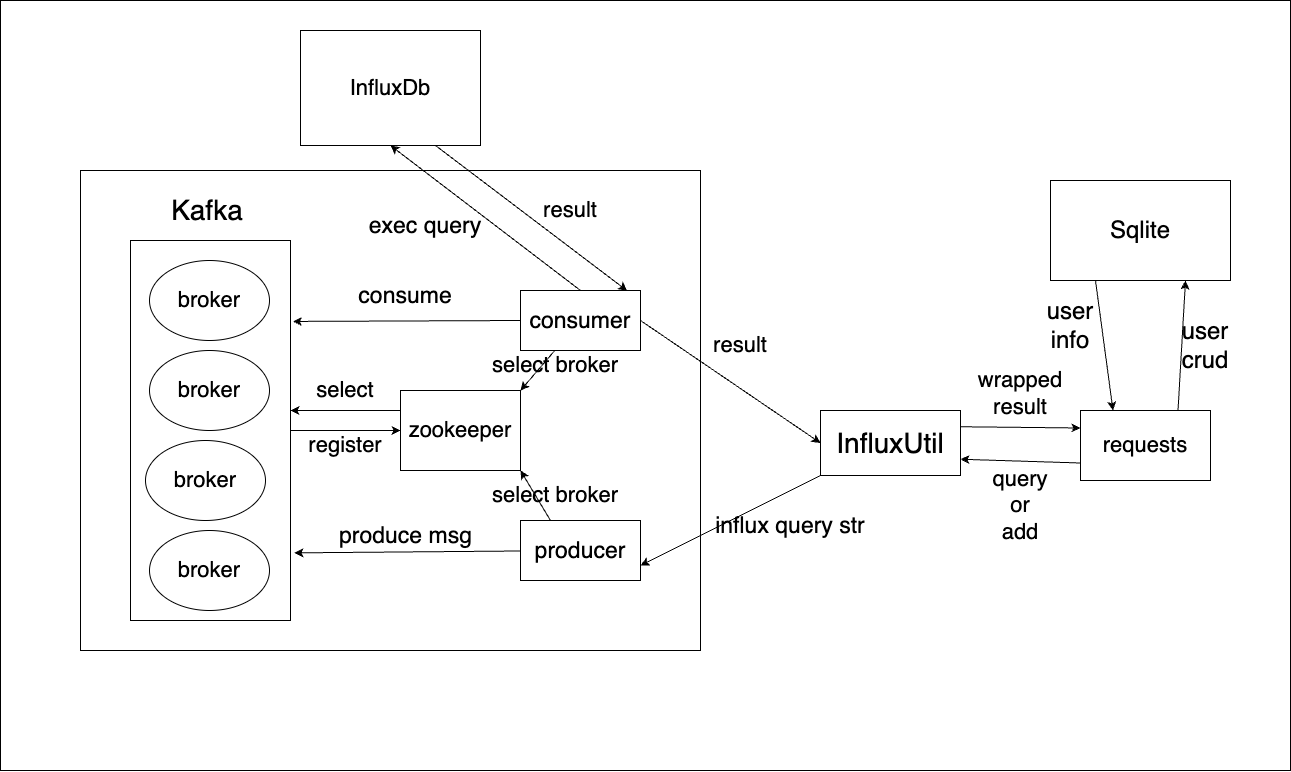 InfluxDb
Kafka
result
exec query
Sqlite
broker
consume
consumer
user
info
user
crud
result
select broker
wrapped
result
broker
select
zookeeper
register
InfluxUtil
requests
broker
select broker
query
or
add
influx query str
produce msg
producer
broker